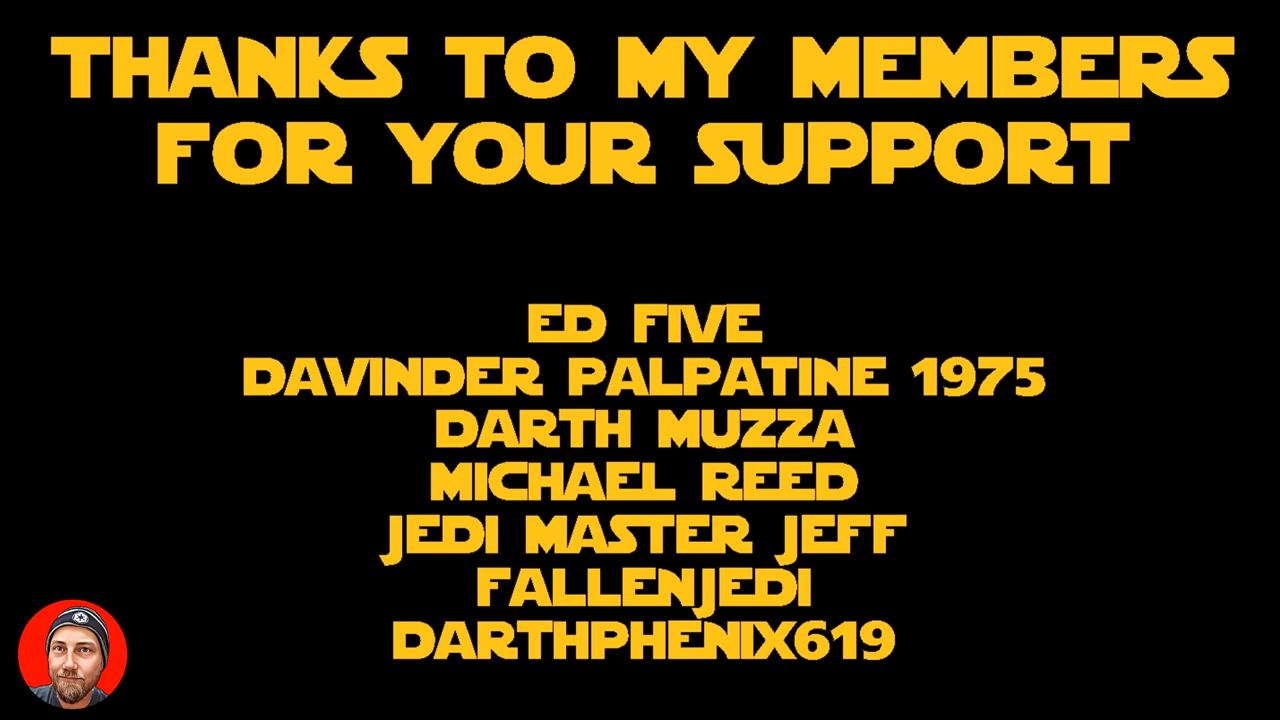 THANKS TO MY MEMBERS
FOR YOUR SUPPORT
ED FIVE
DAVINDER PALPATINE 1975
DARTH MUZZA
MICHAEL REED
JEDI MASTER JEFF
FALLENJEDI
DARTHPHENIX619